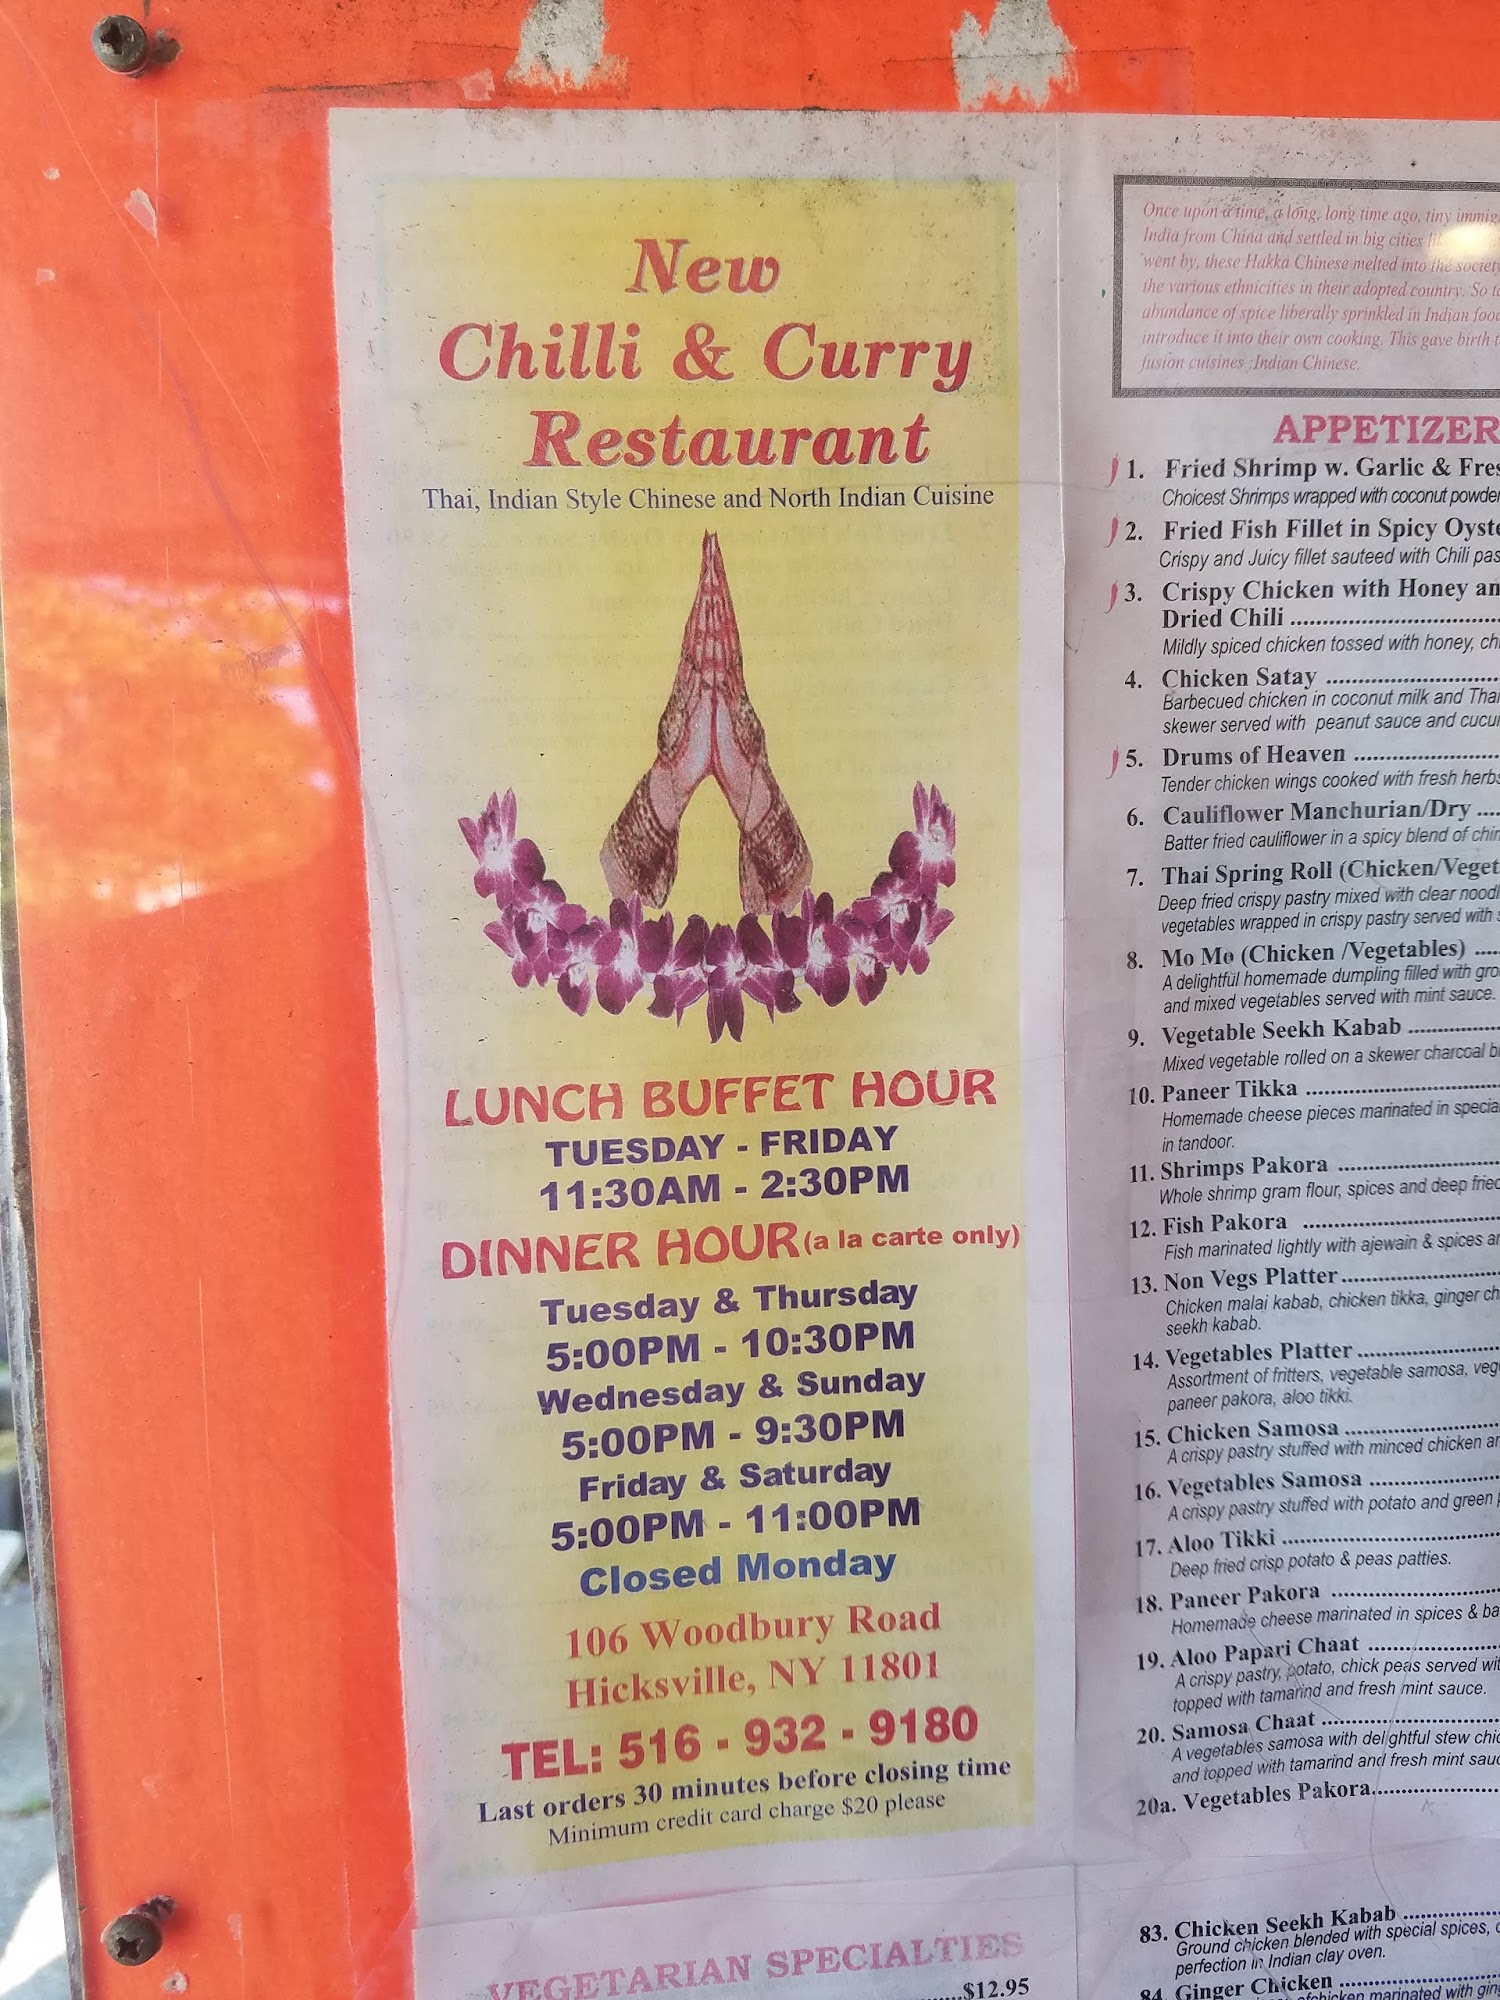 New
Chilli & Curry
Restaurant
Thai, Indian Style Chinese and North Indian Cuisine
LUNCH BUFFET HOUR
TUESDAY - FRIDAY
11:30AM - 2:30PM
DINNER HOUR (a la carte only)
Tuesday & Thursday
5:00PM - 10:30PM
Wednesday & Sunday
5:00PM - 9:30PM
Friday & Saturday
5:00PM - 11:00PM
Closed Monday
106 Woodbury Road
Hicksville, NY 11801
TEL: 516 - 932 - 9180
Last orders 30 minutes before closing time
Minimum credit card charge $20 please
VEGETARIAN SPECIALTIES
$12.95
Once upon a time, a long, long time ago, tiny
India from China and settled in big cities
went by, these Hakka Chinese melted into the society
the various ethnicities in their adopted country. So
abundance of spice liberally sprinkled in Indian
introduce it into their own cooking. This gave birth
fusion cuisines ;Indian Chinese.
APPETIZER
1. Fried Shrimp w. Garlic &
Choicest Shrimps wrapped with coconut powder
2. Fried Fish Fillet in Spicy
Crispy and Juicy fillet sauteed with Chili
3. Crispy Chicken with Honey
Dried Chili
Mildly spiced chicken tossed with honey,
4. Chicken Satay
Barbecued chicken in coconut milk and
skewer served with peanut sauce and
5. Drums of Heaven
Tender chicken wings cooked with fresh herbs
6. Cauliflower Manchurian/Dry
Batter fried cauliflower in a spicy blend of
7. Thai Spring Roll (Chicken/
Deep fried crispy pastry mixed with clear
vegetables wrapped in crispy pastry served with
8. Mo Mo (Chicken /Vegetables)
A delightful homemade dumpling filled with
and mixed vegetables served with mint sauce.
9. Vegetable Seekh Kabab
Mixed vegetable rolled on a skewer charcoal
10. Paneer Tikka
Homemade cheese pieces marinated in
in tandoor.
11. Shrimps Pakora
Whole shrimp gram flour, spices and deep fried
12. Fish Pakora
Fish marinated lightly with ajewain & spices
13. Non Vegs Platter
Chicken malai kabab, chicken tikka, ginger
seekh kabab.
14. Vegetables Platter
Assortment of fritters, vegetable samosa,
paneer pakora, aloo tikki.
15. Chicken Samosa
A crispy pastry stuffed with minced chicken
16. Vegetables Samosa
A crispy pastry stuffed with potato and green
17. Aloo Tikki
Deep fried crisp potato & peas patties.
18. Paneer Pakora
Homemade cheese marinated in spices &
19. Aloo Papari Chaat
A crispy pastry, potato, chick peas served
topped with tamarind and fresh mint sauce.
20. Samosa Chaat
A vegetables samosa with delightful stew
and topped with tamarind and fresh mint
20a. Vegetables Pakora
83. Chicken Seekh Kabab
Ground chicken blended with special spices,
perfection in Indian clay oven.
84. Ginger Chicken
marinated with